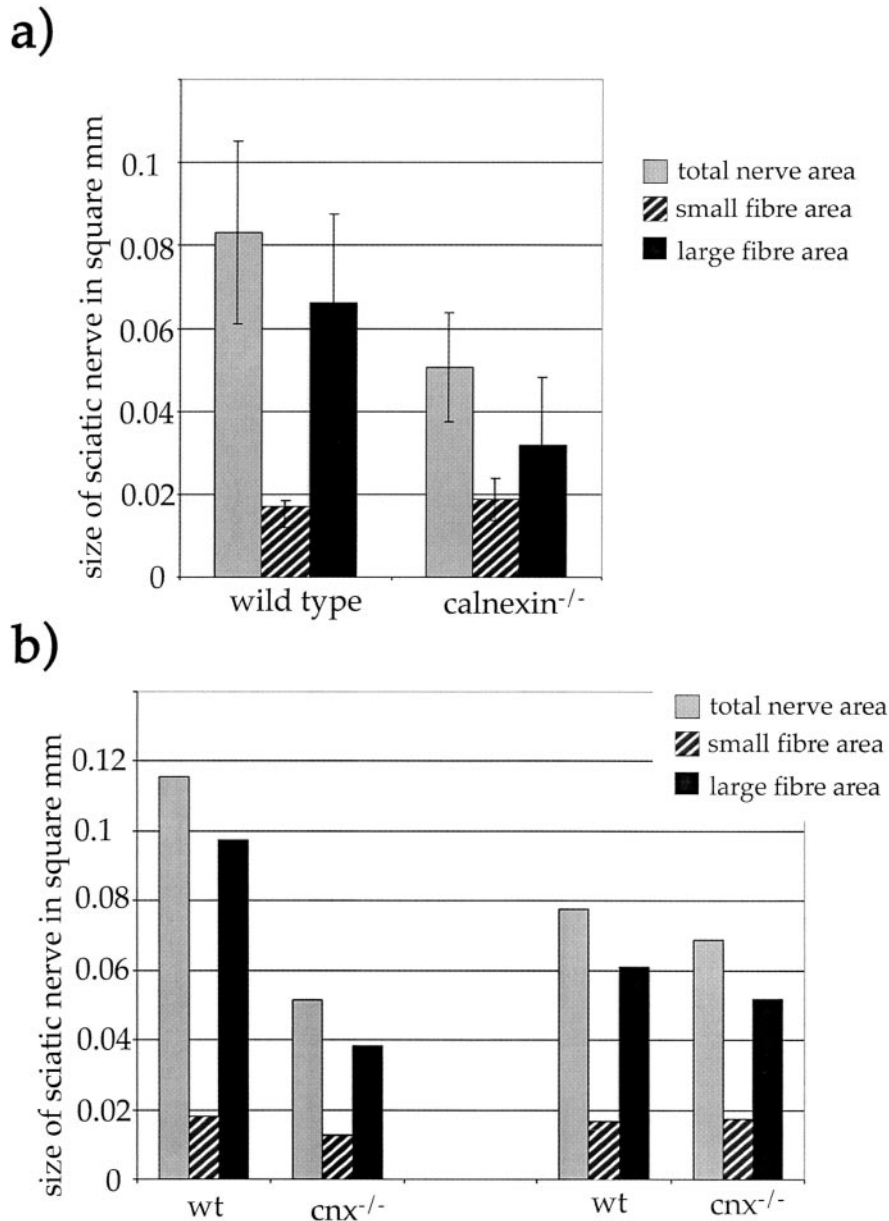 a)
size of sciatic nerve in square mm
0.1
0.08
0.06
0.04
0.02
0
wild type
calnexin-/-
total nerve area
small fibre area
large fibre area
b)
size of sciatic nerve in square mm
0.12
0.1
0.08
0.06
0.04
0.02
0
wt
cnx-/-
wt
cnx-/-
total nerve area
small fibre area
large fibre area